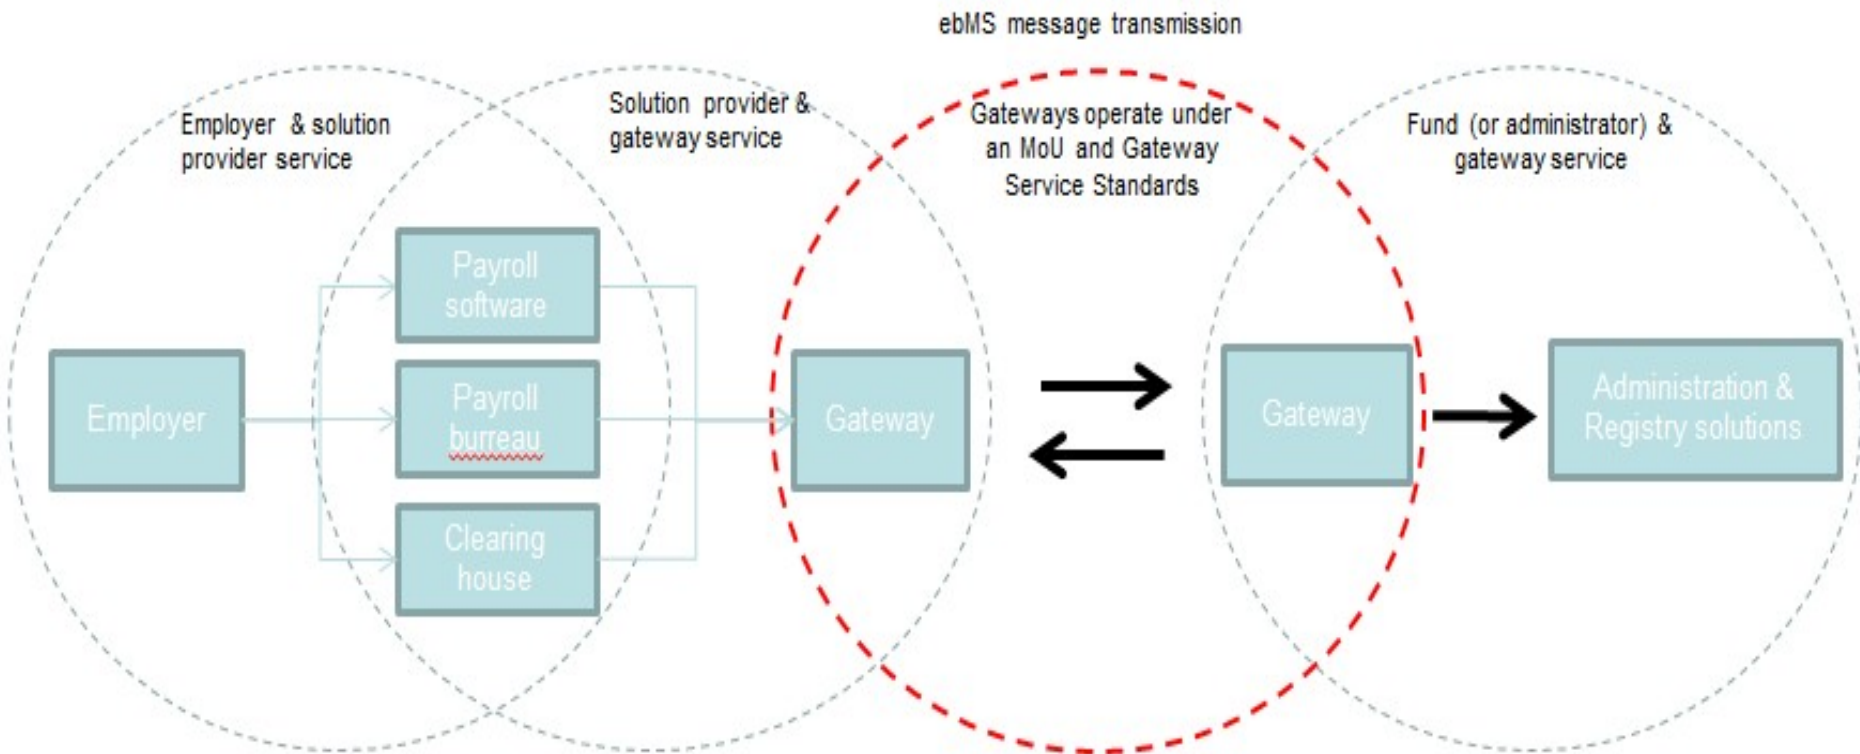 ebMS message transmission
Employer & solution
provider service
Solution provider &
gateway service
Gateways operate under
an MoU and Gateway
Service Standards
Fund (or administrator) &
gateway service
Employer
Payroll
software
Payroll
burreau
Clearing
house
Gateway
Gateway
Administration &
Registry solutions